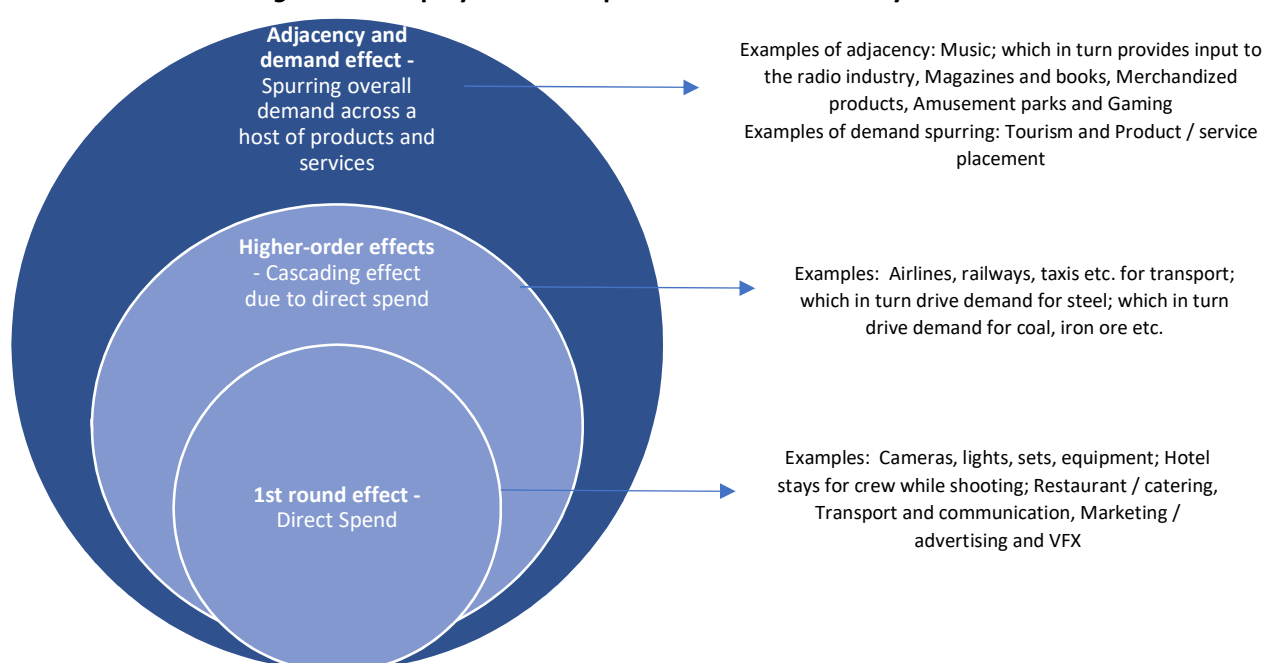 Adjacency and
demand effect -
Spurring overall
demand across a
host of products and
services
Examples of adjacency: Music; which in turn provides input to
the radio industry, Magazines and books, Merchandized
products, Amusement parks and Gaming
Examples of demand spurring: Tourism and Product / service
placement
Higher-order effects
- Cascading effect
due to direct spend
Examples: Airlines, railways, taxis etc. for transport;
which in turn drive demand for steel; which in turn
drive demand for coal, iron ore etc.
1st round effect -
Direct Spend
Examples: Cameras, lights, sets, equipment; Hotel
stays for crew while shooting; Restaurant / catering,
Transport and communication, Marketing /
advertising and VFX